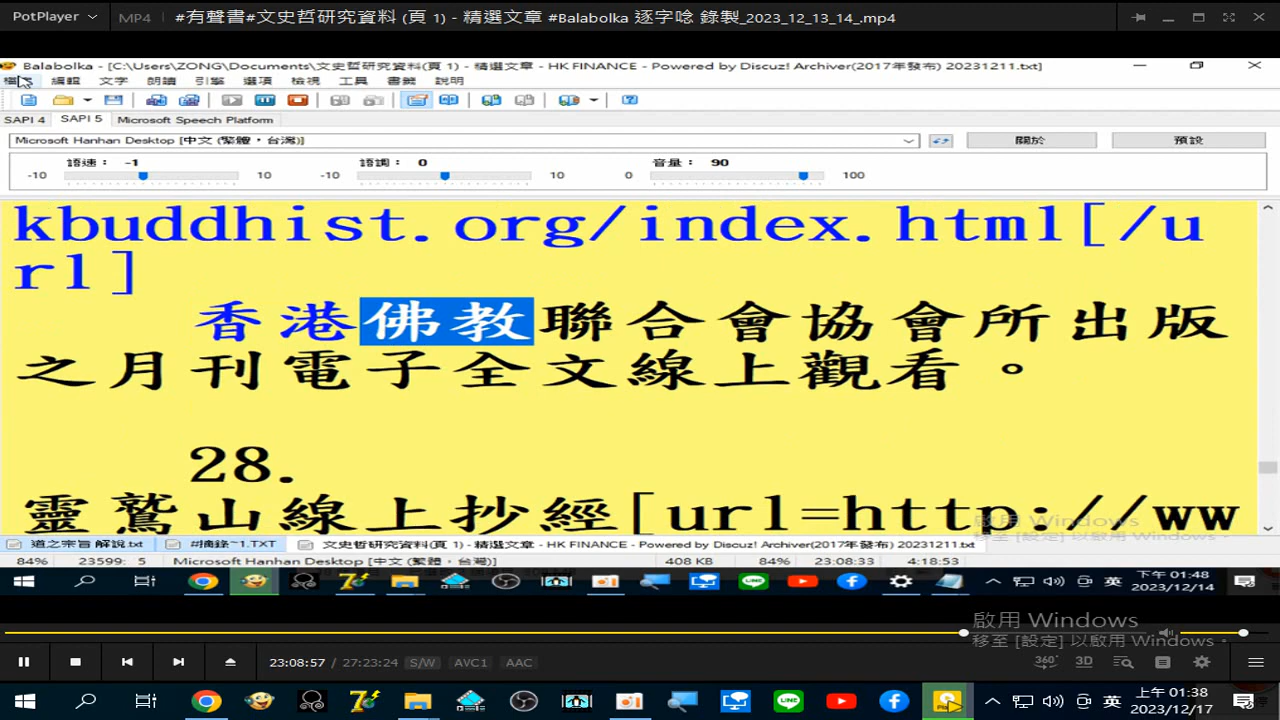 PotPlayer MP4 #有聲書#文史哲研究資料 (頁 1) - 精選文章 #Balabolka 逐字唸 錄製_2023_12_13_14_.mp4
Balabolka - [C:\Users\ZONG\Documents\文史哲研究資料(頁 1) - 精選文章 - HK FINANCE - Powered by Discuz! Archiver(2017年發布) 20231211.txt]
檔案 編輯 文字 朗讀 引擎 選項 檢視 工具 書籤 說明
SAPI 4 SAPI 5 Microsoft Speech Platform
Microsoft Hanhan Desktop [中文 (繁體，台灣)] 關於 預設
語速： -1 語調： 0 音量： 90
-10 10 -10 10 0 100
kbuddhist.org/index.html[/u
rl]
香港佛教聯合會協會所出版
之月刊電子全文線上觀看。
28.
靈鷲山線上抄經[url=http://ww
啟用 Windows
移至 [設定] 以啟用 Windows。
道之宗旨 解說.txt #摘錄~1.TXT 文史哲研究資料(頁 1) - 精選文章 - HK FINANCE - Powered by Discuz! Archiver(2017年發布) 20231211.txt
84% 23599: 5 Microsoft Hanhan Desktop [中文 (繁體，台灣)] 408 KB 84% 23:08:33 4:18:53
英 下午 01:48
2023/12/14
啟用 Windows
移至 [設定] 以啟用 Windows。
23:08:57 / 27:23:24 S/W AVC1 AAC 360° 3D
英 上午 01:38
2023/12/17